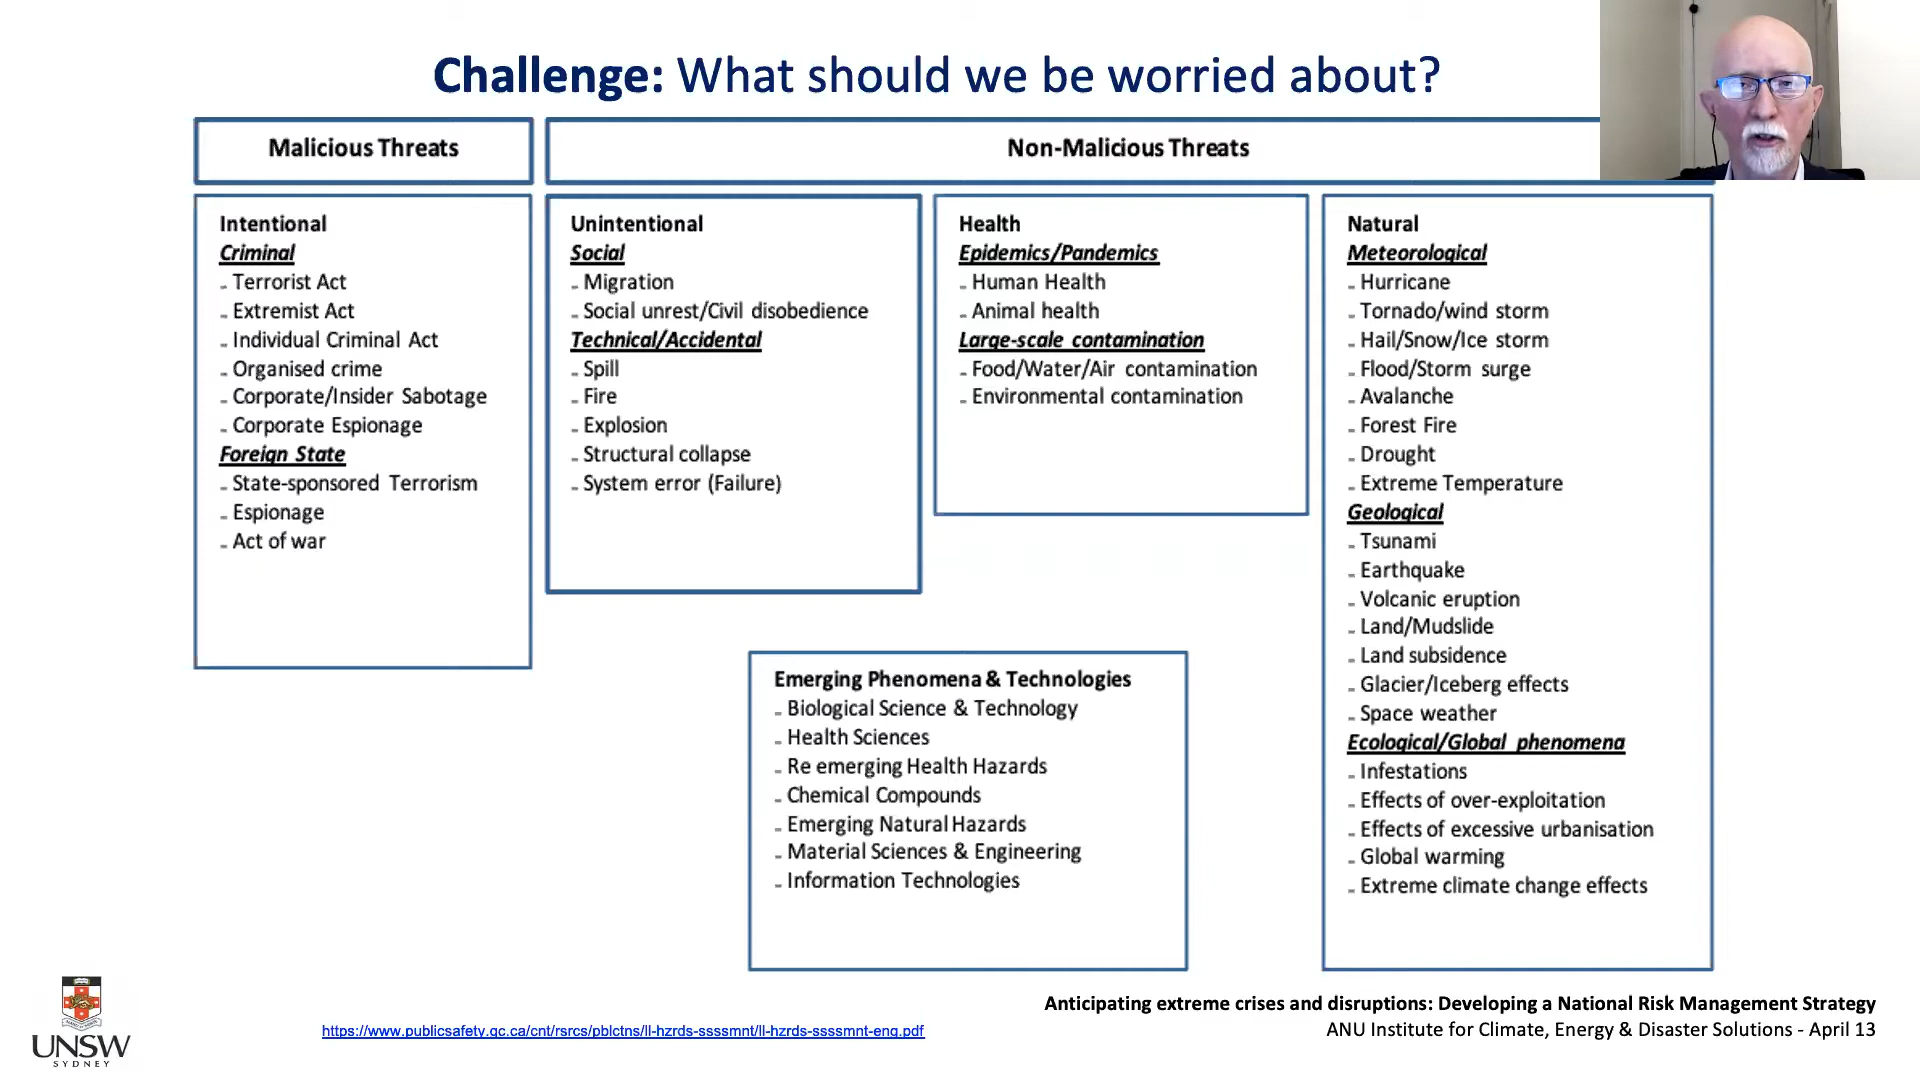 Challenge: What should we be worried about?
Malicious Threats
Non-Malicious Threats
Intentional
Criminal
- Terrorist Act
- Extremist Act
- Individual Criminal Act
- Organised crime
- Corporate/Insider Sabotage
- Corporate Espionage
Foreign State
- State-sponsored Terrorism
- Espionage
- Act of war
Unintentional
Social
- Migration
- Social unrest/Civil disobedience
Technical/Accidental
- Spill
- Fire
- Explosion
- Structural collapse
- System error (Failure)
Health
Epidemics/Pandemics
- Human Health
- Animal health
Large-scale contamination
- Food/Water/Air contamination
- Environmental contamination
Natural
Meteorological
- Hurricane
- Tornado/wind storm
- Hail/Snow/Ice storm
- Flood/Storm surge
- Avalanche
- Forest Fire
- Drought
- Extreme Temperature
Geological
- Tsunami
- Earthquake
- Volcanic eruption
- Land/Mudslide
- Land subsidence
- Glacier/Iceberg effects
- Space weather
Ecological/Global phenomena
- Infestations
- Effects of over-exploitation
- Effects of excessive urbanisation
- Global warming
- Extreme climate change effects
Emerging Phenomena & Technologies
- Biological Science & Technology
- Health Sciences
- Re emerging Health Hazards
- Chemical Compounds
- Emerging Natural Hazards
- Material Sciences & Engineering
- Information Technologies
UNSW
SYDNEY
https://www.publicsafety.gc.ca/cnt/rsrcs/pblctns/ll-hzrds-ssssmnt/ll-hzrds-ssssmnt-eng.pdf
Anticipating extreme crises and disruptions: Developing a National Risk Management Strategy
ANU Institute for Climate, Energy & Disaster Solutions - April 13